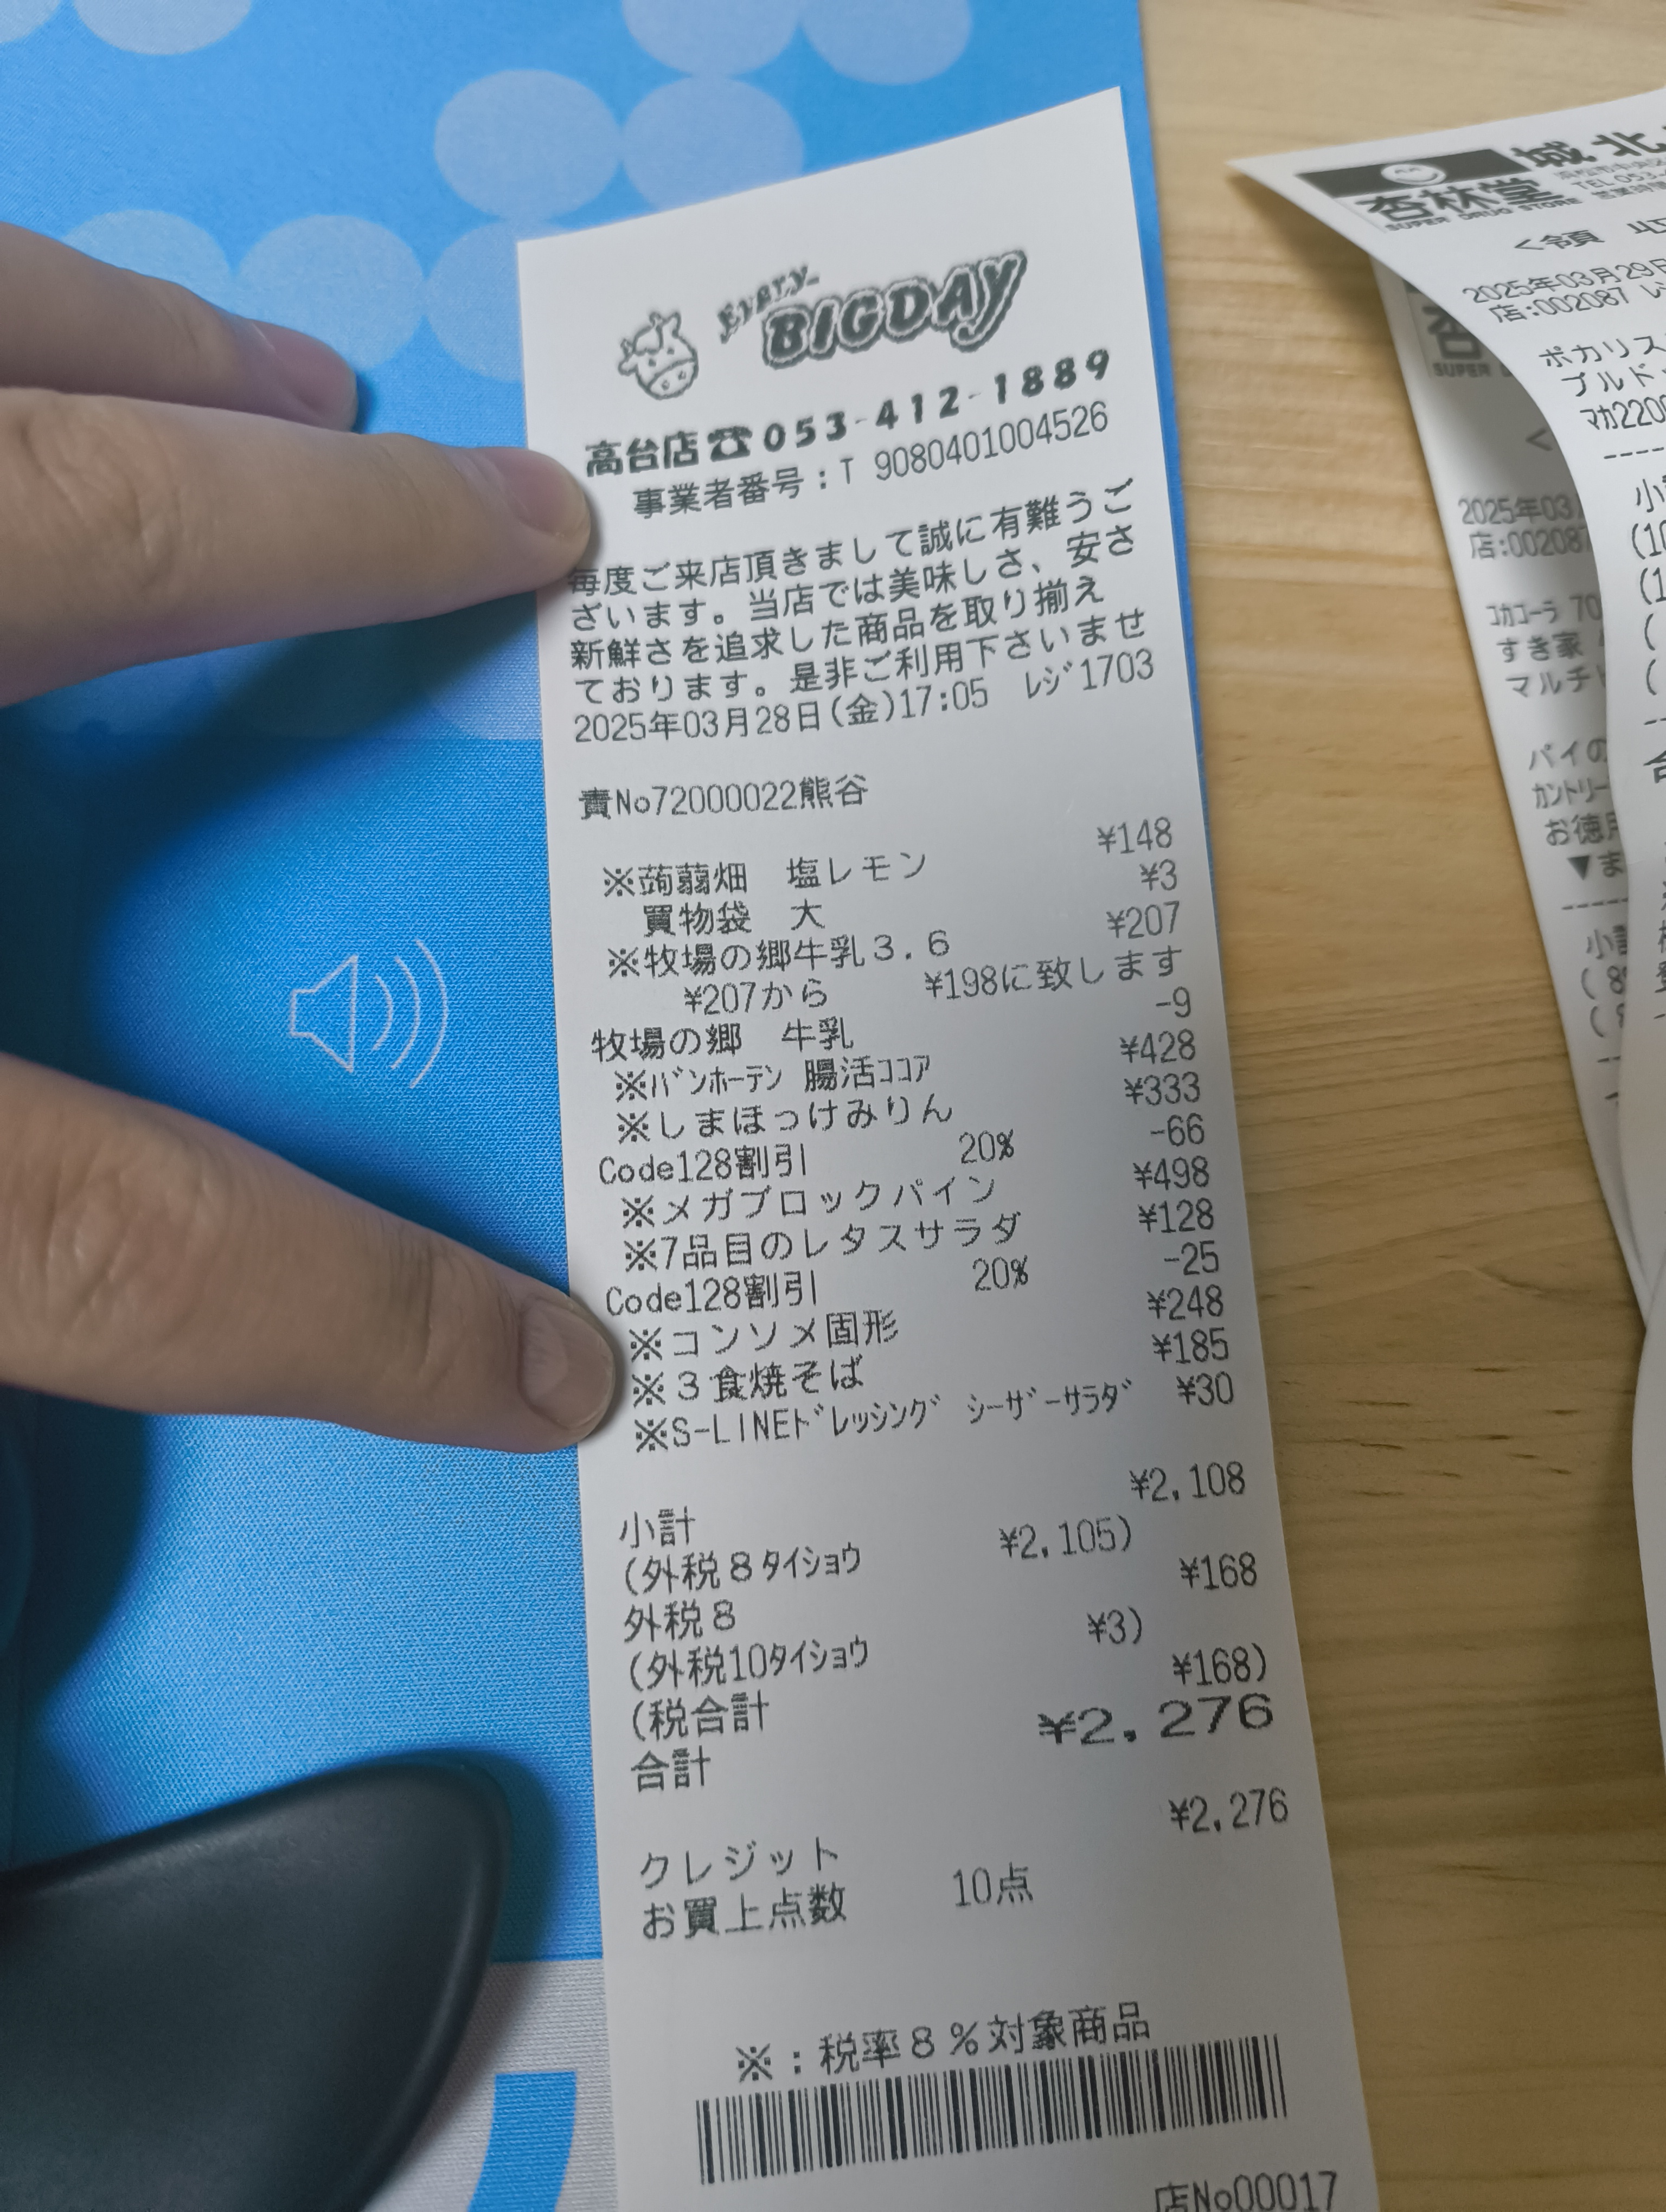 Every
BIGDAY
高台店☎053-412-1889
事業者番号:T 9080401004526
毎度ご来店頂きまして誠に有難うご
ざいます。当店では美味しさ、安さ
新鮮さを追求した商品を取り揃え
ております。是非ご利用下さいませ
2025年03月28日(金)17:05 レジ1703
責No72000022熊谷
※蒟蒻畑 塩レモン ¥148
買物袋 大 ¥3
※牧場の郷牛乳3.6 ¥207
¥207から ¥198に致します
牧場の郷 牛乳 -9
※バンホーテン 腸活ココア ¥428
※しまほっけみりん ¥333
Code128割引 20% -66
※メガブロックパイン ¥498
※7品目のレタスサラダ ¥128
Code128割引 20% -25
※コンソメ固形 ¥248
※3食焼そば ¥185
※S-LINEドレッシング シーザーサラダ ¥30
小計 ¥2,108
(外税8タイショウ ¥2,105)
外税8 ¥168
(外税10タイショウ ¥3)
(税合計 ¥168)
合計 ¥2,276
クレジット ¥2,276
お買上点数 10点
※:税率8%対象商品
店No00017
城北
杏林堂
SUPER DRUG STORE
TEL053-
<領 収
2025年03月29日
店:002087
ポカリス
ブルド
マカ2200
小
杏
SUPER
<
2025年03
店:002087
コカコーラ 70
すき家
マルチ
パイの
カントリー
お徳用
▼ま
小計